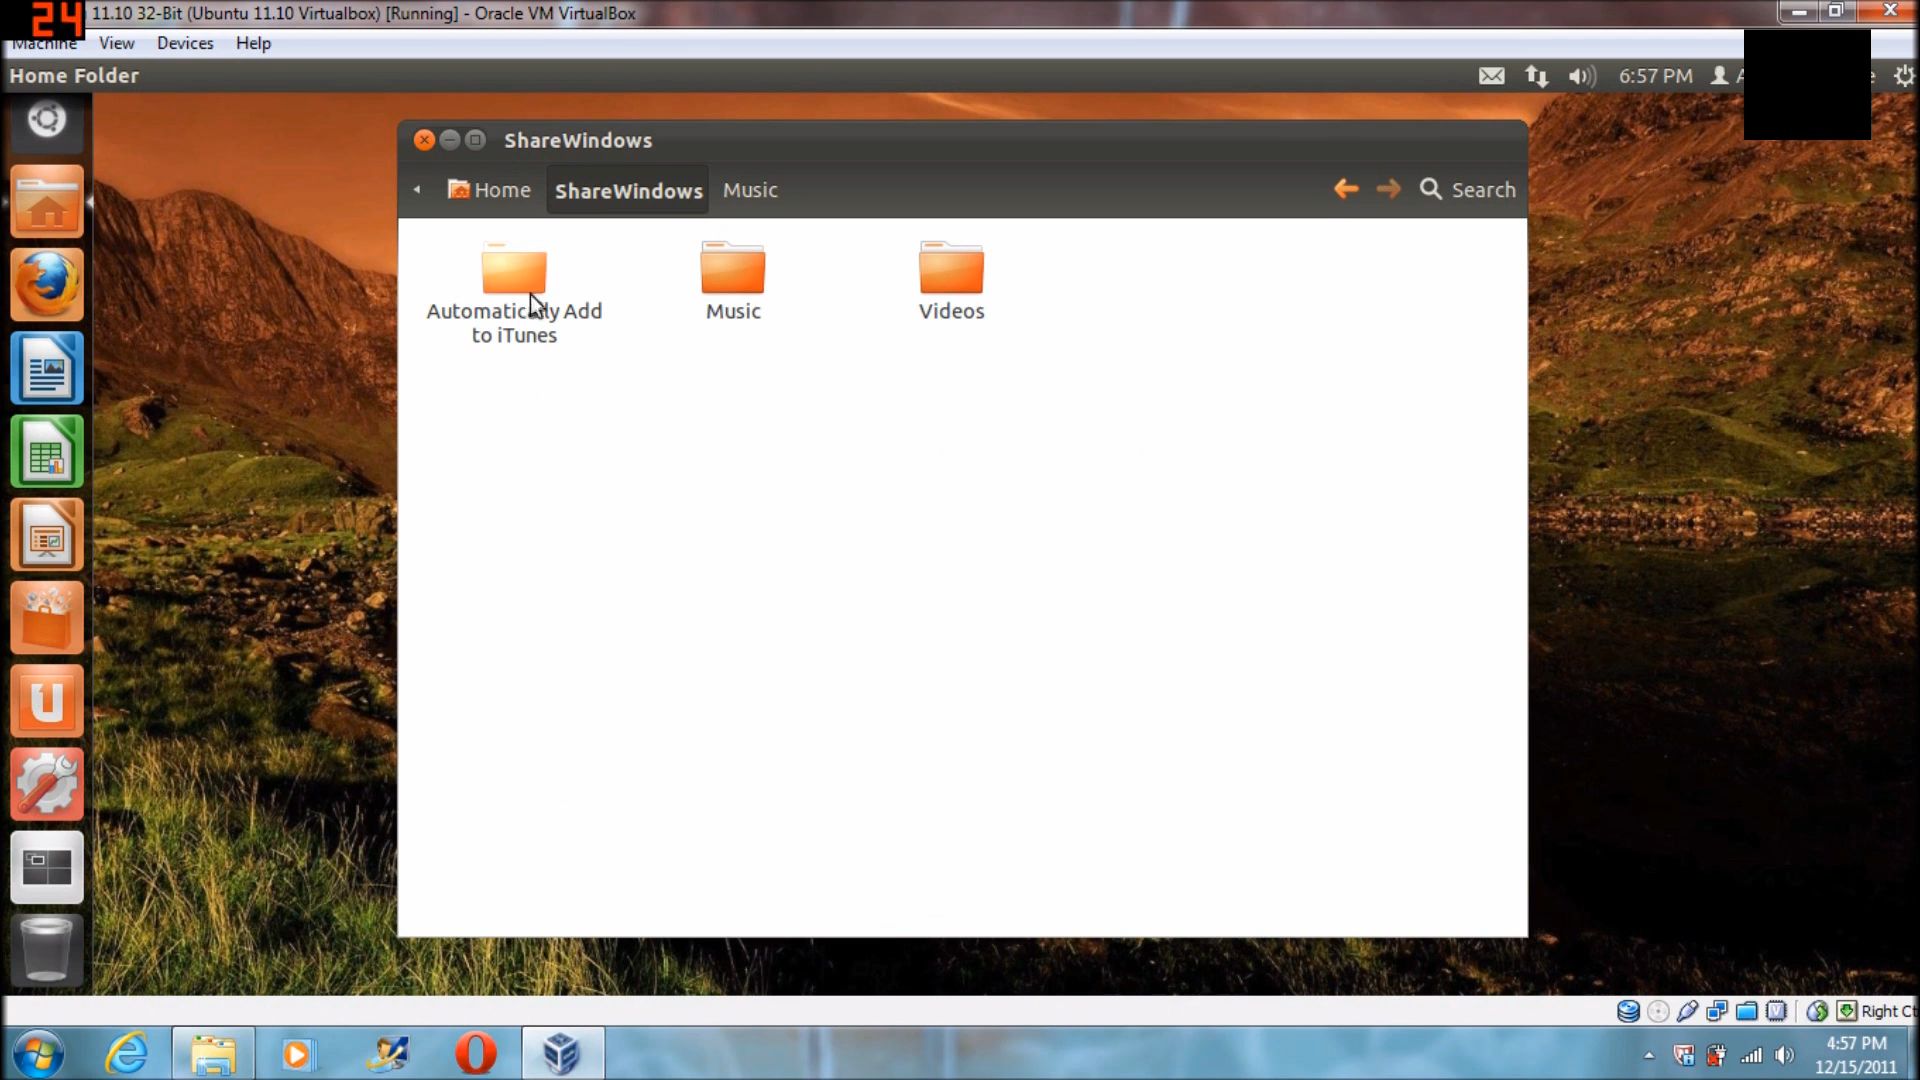 24
11.10 32-Bit (Ubuntu 11.10 Virtualbox) [Running] - Oracle VM VirtualBox
Machine View Devices Help
Home Folder
6:57 PM
ShareWindows
Home ShareWindows Music
Search
Automatically Add to iTunes
Music
Videos
Right Ct
4:57 PM
12/15/2011